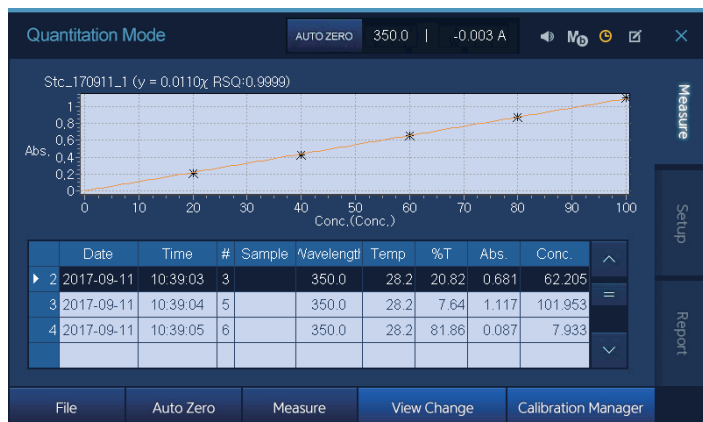 Quantitation Mode
AUTO ZERO 350.0 | -0.003 A
Mb
Stc_170911_1 (y = 0.0110χ RSQ:0.9999)
1
0.8
0.6
Abs. 0.4
0.2
0
0 10 20 30 40 50 60 70 80 90 100
Conc.(Conc.)
Date Time # Sample Wavelengtl Temp %T Abs. Conc.
2 2017-09-11 10:39:03 3 350.0 28.2 20.82 0.681 62.205
3 2017-09-11 10:39:04 5 350.0 28.2 7.64 1.117 101.953
4 2017-09-11 10:39:05 6 350.0 28.2 81.86 0.087 7.933
Measure
Setup
Report
File Auto Zero Measure View Change Calibration Manager